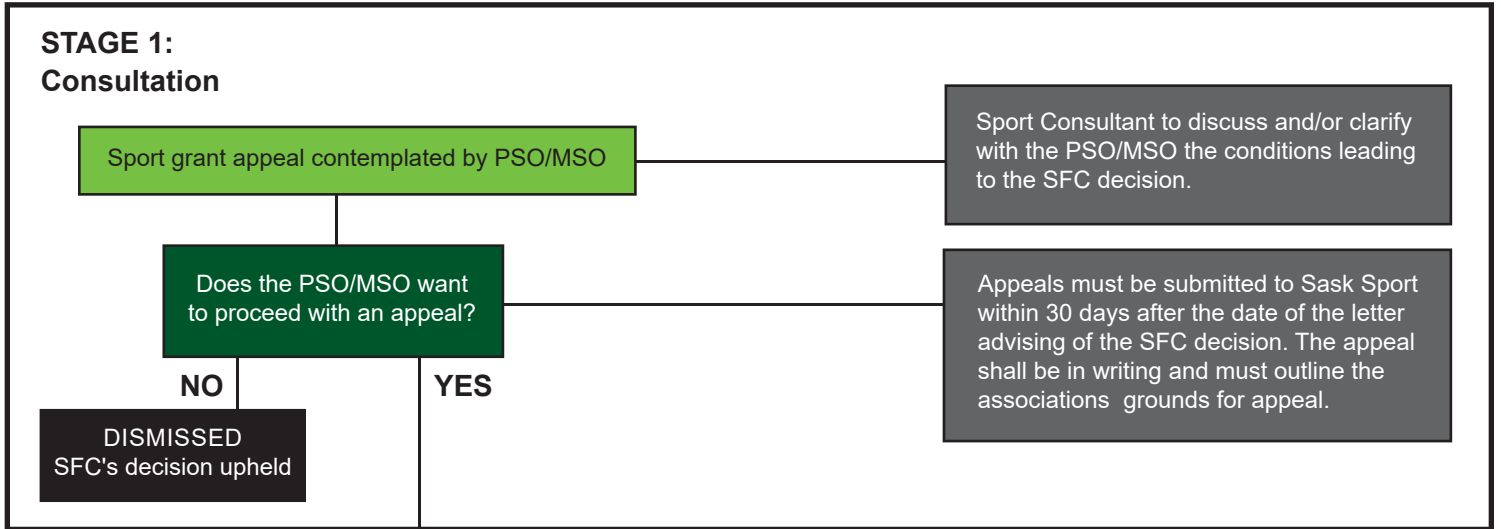 STAGE 1:
Consultation
Sport grant appeal contemplated by PSO/MSO
Sport Consultant to discuss and/or clarify
with the PSO/MSO the conditions leading
to the SFC decision.
Does the PSO/MSO want
to proceed with an appeal?
Appeals must be submitted to Sask Sport
within 30 days after the date of the letter
advising of the SFC decision. The appeal
shall be in writing and must outline the
associations  grounds for appeal.
NO
YES
DISMISSED
SFC's decision upheld